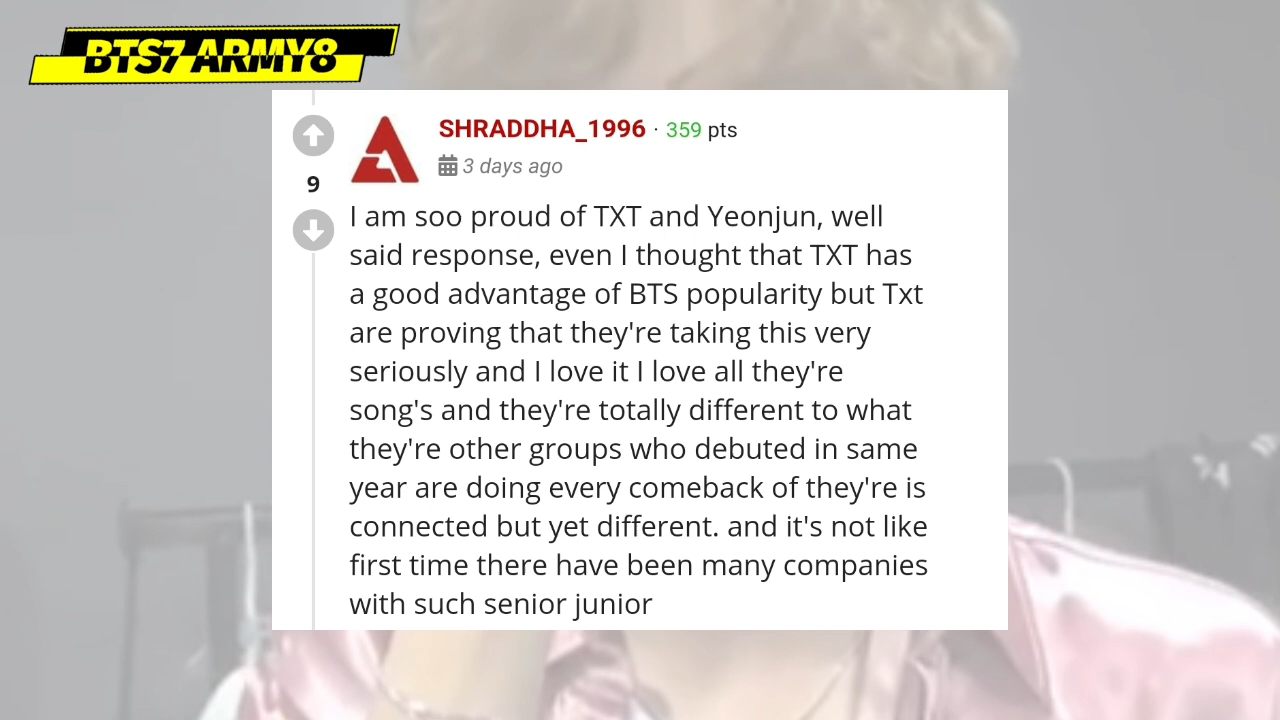 BTS7 ARMY8
SHRADDHA_1996 · 359 pts
3 days ago
9
I am soo proud of TXT and Yeonjun, well
said response, even I thought that TXT has
a good advantage of BTS popularity but Txt
are proving that they're taking this very
seriously and I love it I love all they're
song's and they're totally different to what
they're other groups who debuted in same
year are doing every comeback of they're is
connected but yet different. and it's not like
first time there have been many companies
with such senior junior